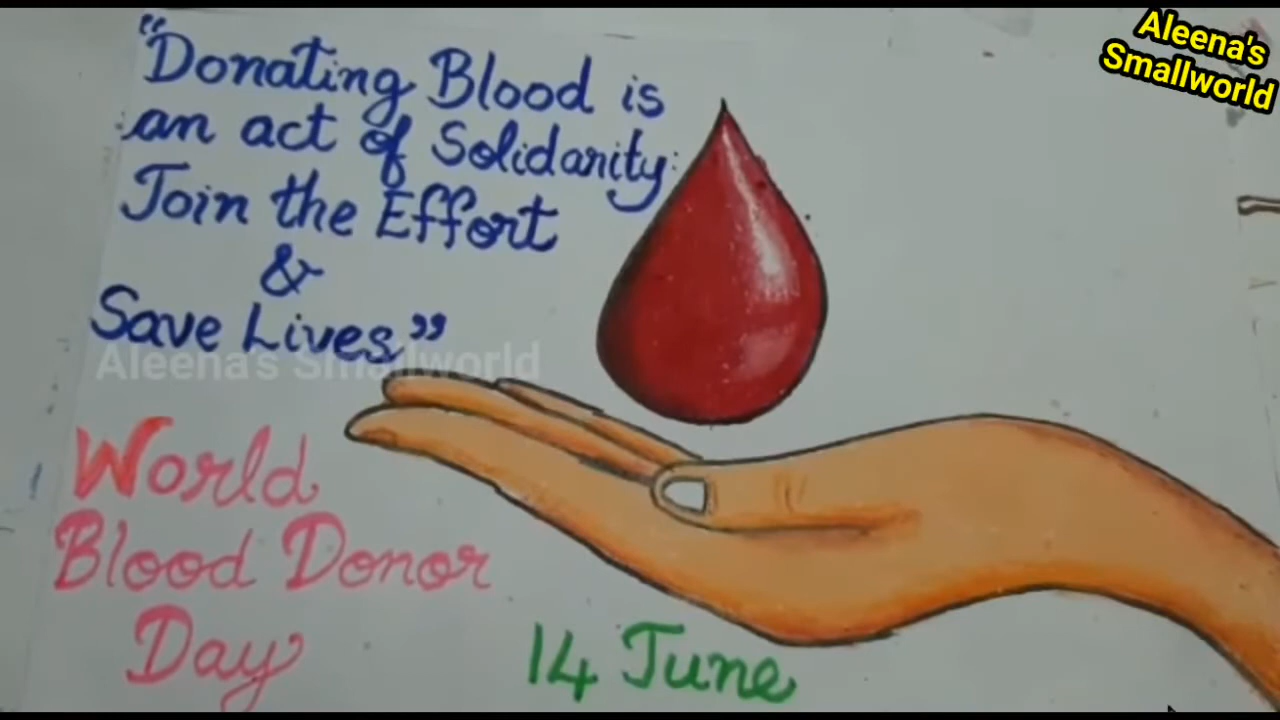 "Donating Blood is
an act of Solidarity:
Join the Effort
&
Save Lives"
Aleena's Smallworld
World
Blood Donor
Day
14 June
Aleena's
Smallworld